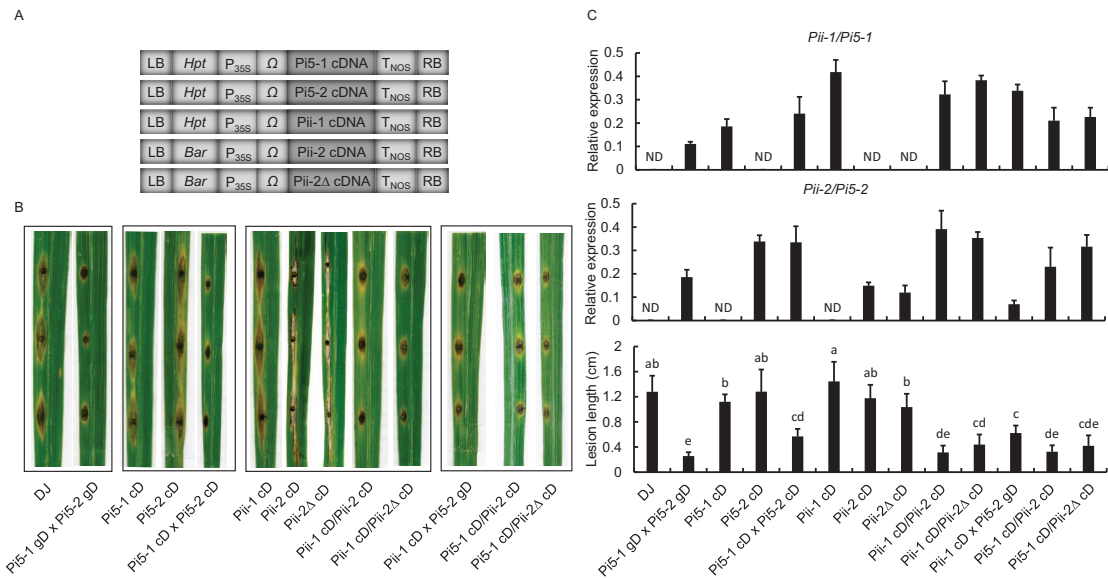 A
LB Hpt P35S Ω Pi5-1 cDNA TNOS RB
LB Hpt P35S Ω Pi5-2 cDNA TNOS RB
LB Hpt P35S Ω Pii-1 cDNA TNOS RB
LB Bar P35S Ω Pii-2 cDNA TNOS RB
LB Bar P35S Ω Pii-2Δ cDNA TNOS RB
B
DJ
Pi5-1 gD x Pi5-2 gD
Pi5-1 cD
Pi5-2 cD
Pi5-1 cD x Pi5-2 cD
Pii-1 cD
Pii-2 cD
Pii-2Δ cD
Pii-1 cD/Pii-2 cD
Pii-1 cD/Pii-2Δ cD
Pii-1 cD x Pi5-2 gD
Pi5-1 cD/Pii-2 cD
Pi5-1 cD/Pii-2Δ cD
C
Pii-1/Pi5-1
Relative expression
0.5
0.4
0.3
0.2
0.1
0
ND ND ND ND
Pii-2/Pi5-2
Relative expression
0.5
0.4
0.3
0.2
0.1
0
ND ND ND
Lesion length (cm)
2
1.6
1.2
0.8
0.4
0
ab e b ab cd a b b de cd c de cde
DJ
Pi5-1 gD x Pi5-2 gD
Pi5-1 cD
Pi5-2 cD
Pi5-1 cD x Pi5-2 cD
Pii-1 cD
Pii-2 cD
Pii-2Δ cD
Pii-1 cD/Pii-2 cD
Pii-1 cD/Pii-2Δ cD
Pii-1 cD x Pi5-2 gD
Pi5-1 cD/Pii-2 cD
Pi5-1 cD/Pii-2Δ cD